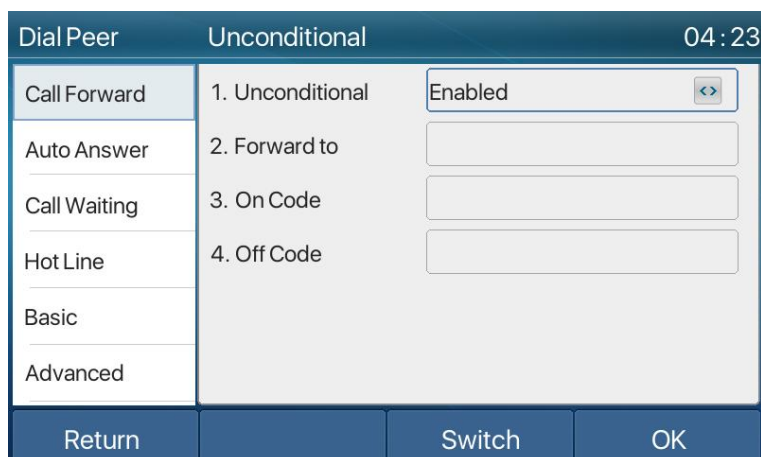 Dial Peer Unconditional 04:23
Call Forward
Auto Answer
Call Waiting
Hot Line
Basic
Advanced
1. Unconditional Enabled
2. Forward to
3. On Code
4. Off Code
Return Switch OK